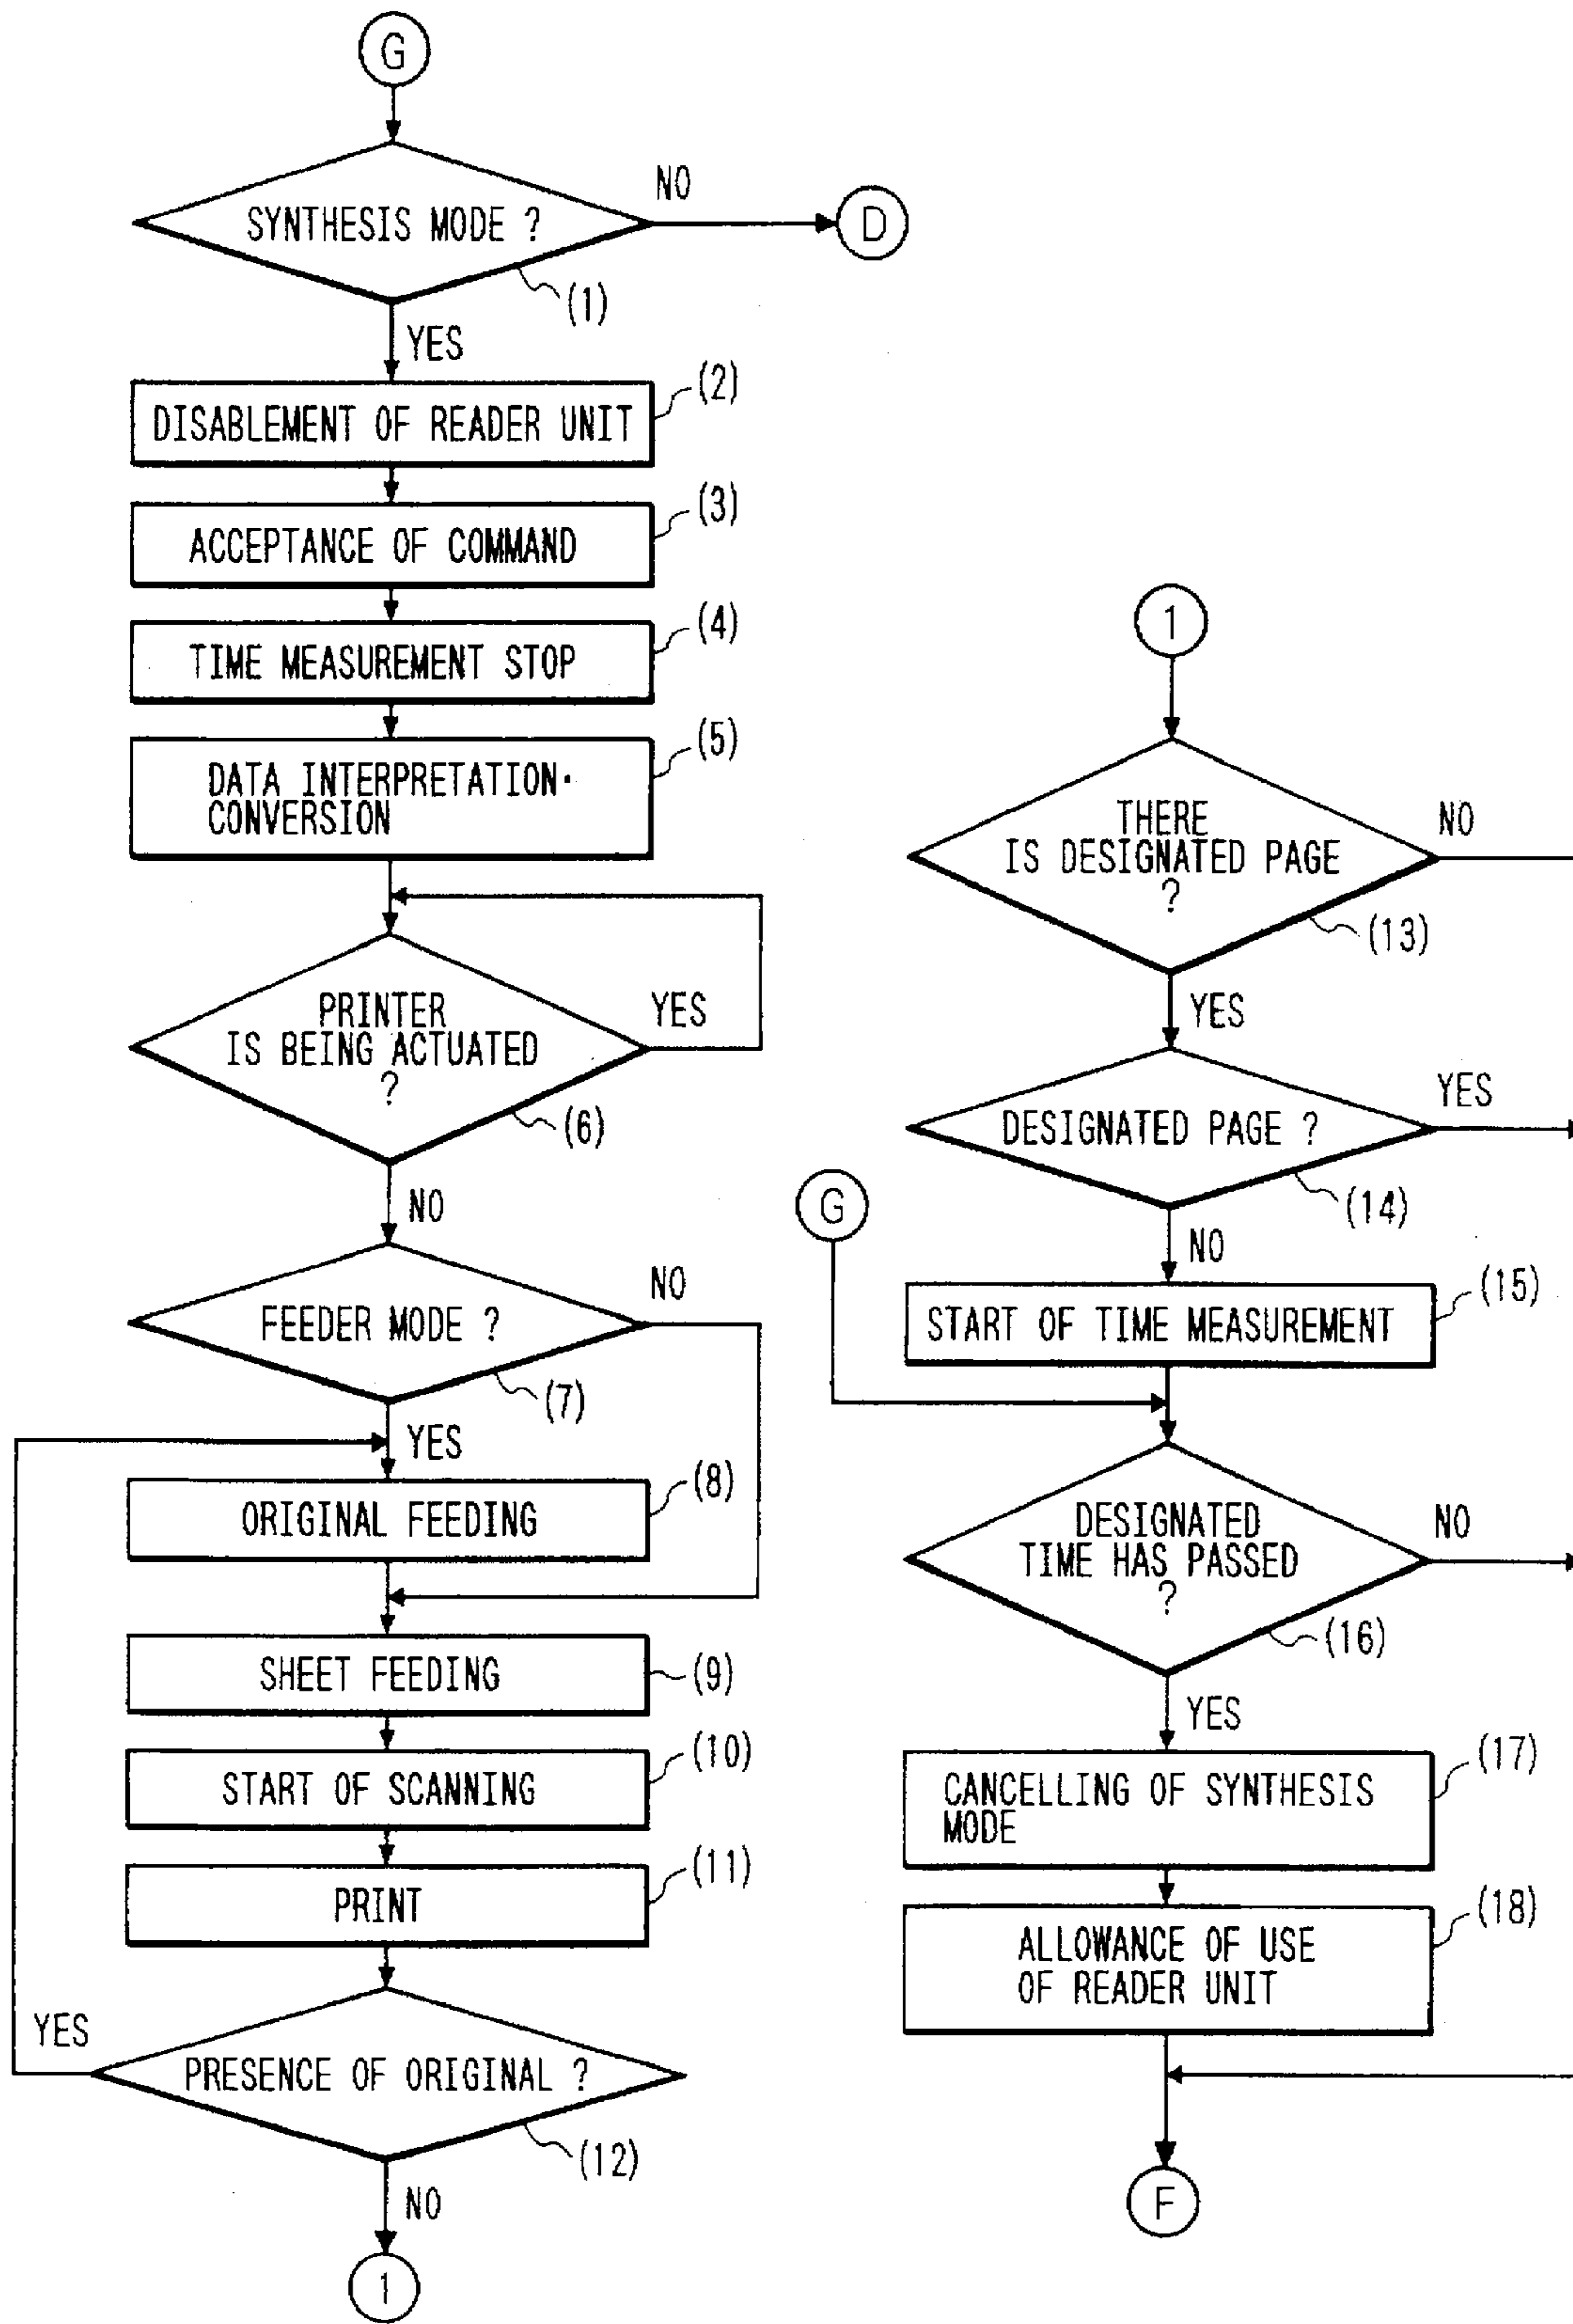 G
SYNTHESIS MODE ?
NO
D
(1)
YES
(2)
DISABLEMENT OF READER UNIT
(3)
ACCEPTANCE OF COMMAND
(4)
TIME MEASUREMENT STOP
(5)
DATA INTERPRETATION·
CONVERSION
PRINTER
IS BEING ACTUATED
?
YES
(6)
NO
FEEDER MODE ?
NO
(7)
YES
(8)
ORIGINAL FEEDING
SHEET FEEDING
(9)
(10)
START OF SCANNING
(11)
PRINT
YES
PRESENCE OF ORIGINAL ?
(12)
NO
1
1
THERE
IS DESIGNATED PAGE
?
NO
(13)
YES
DESIGNATED PAGE ?
YES
(14)
G
NO
(15)
START OF TIME MEASUREMENT
DESIGNATED
TIME HAS PASSED
?
NO
(16)
YES
(17)
CANCELLING OF SYNTHESIS
MODE
(18)
ALLOWANCE OF USE
OF READER UNIT
F